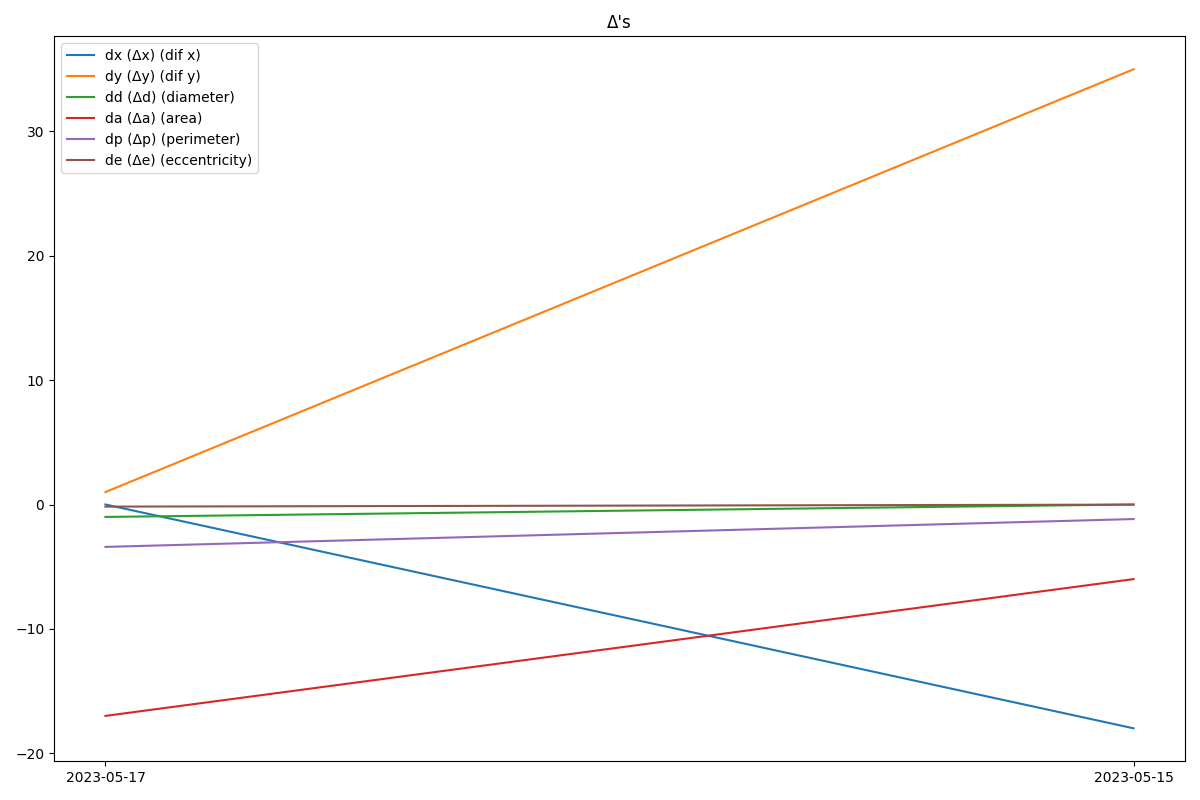 Δ's
dx (Δx) (dif x)
dy (Δy) (dif y)
dd (Δd) (diameter)
da (Δa) (area)
dp (Δp) (perimeter)
de (Δe) (eccentricity)
30
20
10
0
−10
−20
2023-05-17
2023-05-15